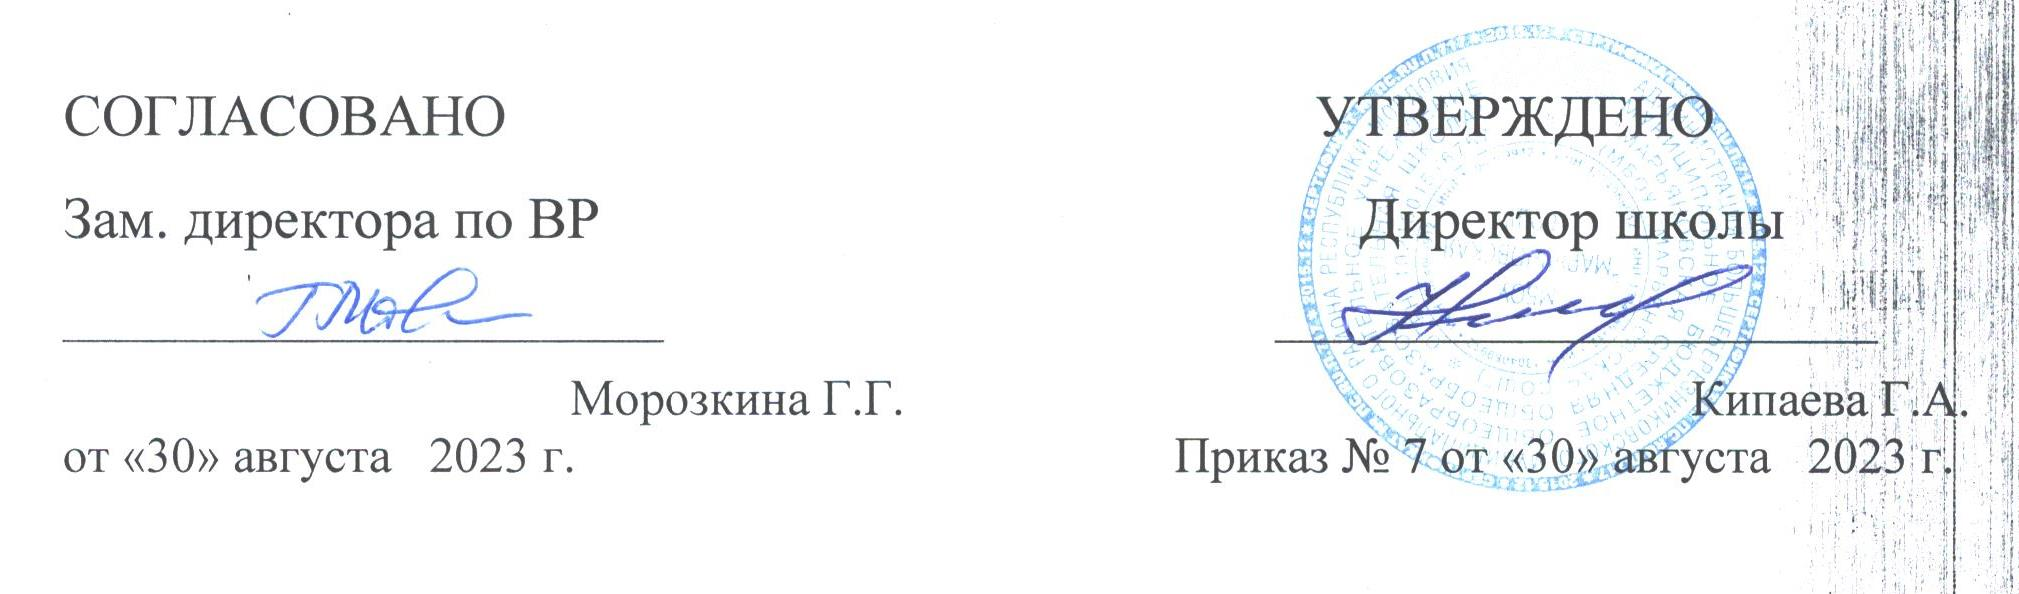 СОГЛАСОВАНО
Зам. директора по ВР
Морозкина Г.Г.
от «30» августа 2023 г.
УТВЕРЖДЕНО
Директор школы
Кипаева Г.А.
Приказ № 7 от «30» августа 2023 г.